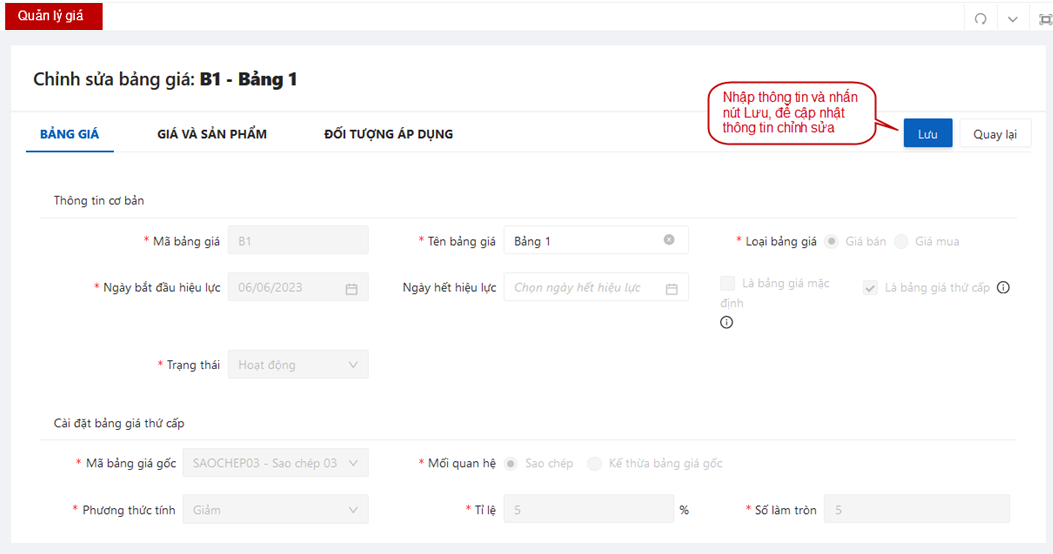 Quản lý giá
Chỉnh sửa bảng giá: B1 - Bảng 1
Nhập thông tin và nhấn
nút Lưu, để cập nhật
thông tin chỉnh sửa
BẢNG GIÁ GIÁ VÀ SẢN PHẨM ĐỐI TƯỢNG ÁP DỤNG Lưu Quay lại
Thông tin cơ bản
* Mã bảng giá B1 * Tên bảng giá Bảng 1 * Loại bảng giá Giá bán Giá mua
* Ngày bắt đầu hiệu lực 06/06/2023 Ngày hết hiệu lực Chọn ngày hết hiệu lực Là bảng giá mặc Là bảng giá thứ cấp
định
* Trạng thái Hoạt động
Cài đặt bảng giá thứ cấp
* Mã bảng giá gốc SAOCHEP03 - Sao chép 03 * Mối quan hệ Sao chép Kế thừa bảng giá gốc
* Phương thức tính Giảm * Tỉ lệ 5 % * Số làm tròn 5